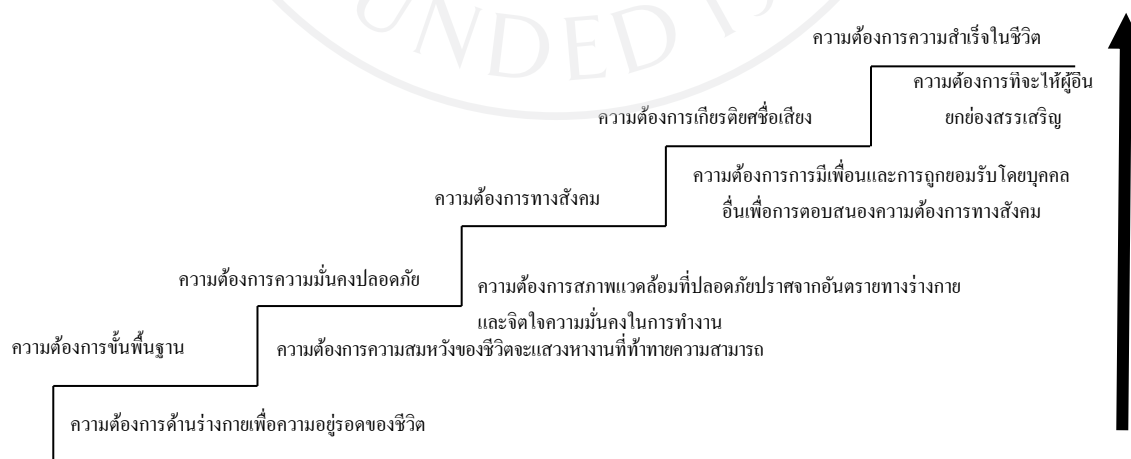 UNDED 19
ความต้องการความสำเร็จในชีวิต
ความต้องการที่จะให้ผู้อื่น
ยกย่องสรรเสริญ
ความต้องการเกียรติยศชื่อเสียง
ความต้องการการมีเพื่อนและการถูกยอมรับโดยบุคคล
อื่นเพื่อการตอบสนองความต้องการทางสังคม
ความต้องการทางสังคม
ความต้องการความมั่นคงปลอดภัย
ความต้องการสภาพแวดล้อมที่ปลอดภัยปราศจากอันตรายทางร่างกาย
และจิตใจความมั่นคงในการทำงาน
ความต้องการขั้นพื้นฐาน
ความต้องการความสมหวังของชีวิตจะแสวงหางานที่ท้าทายความสามารถ
ความต้องการด้านร่างกายเพื่อความอยู่รอดของชีวิต